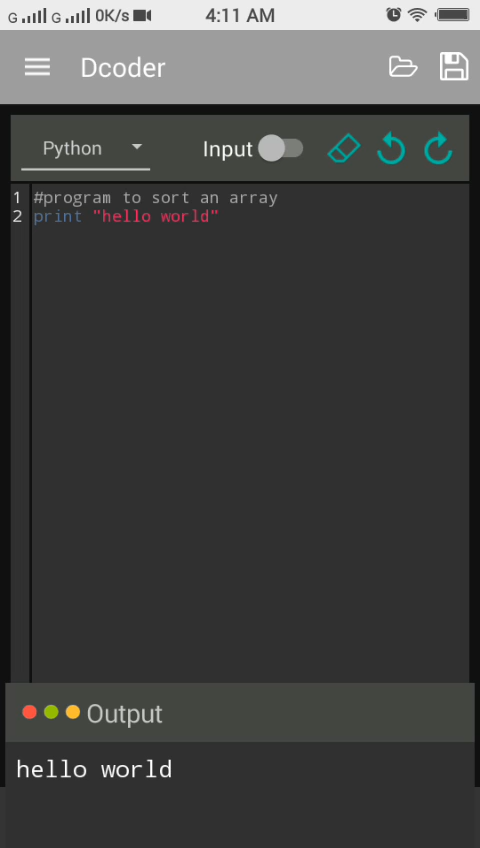 G G 0K/s 4:11 AM
Dcoder
Python Input
1 #program to sort an array
2 print "hello world"
Output
hello world